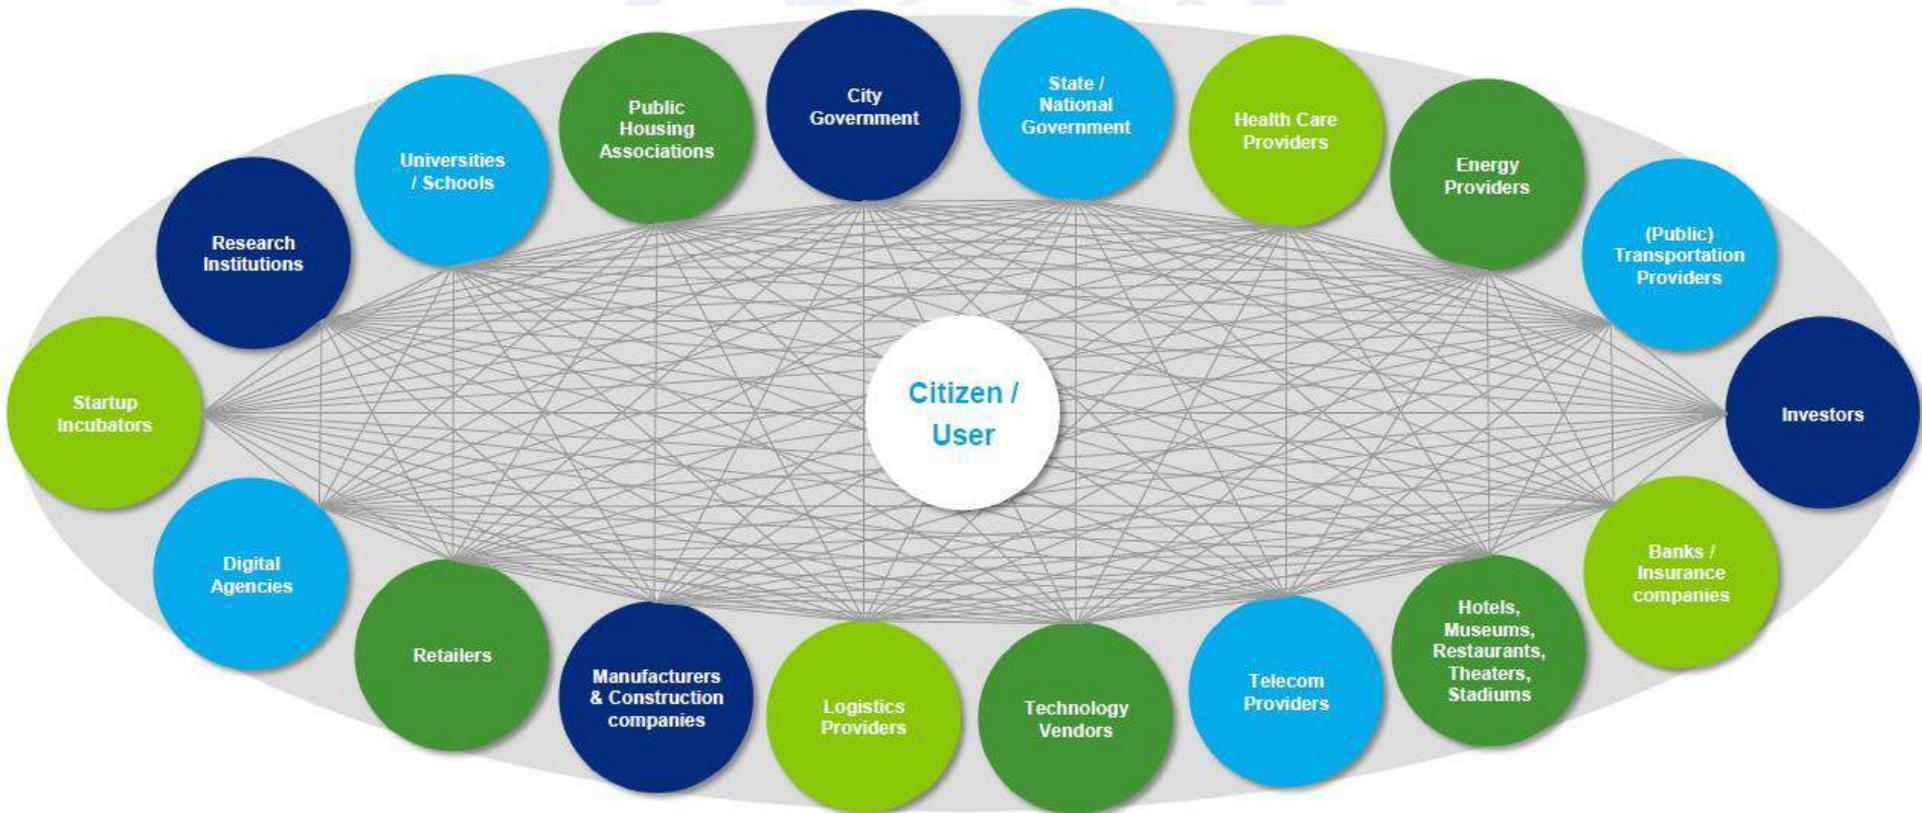 City
Government
State /
National
Government
Public
Housing
Associations
Health Care
Providers
Universities
/ Schools
Energy
Providers
Research
Institutions
(Public)
Transportation
Providers
Startup
Incubators
Citizen /
User
Investors
Digital
Agencies
Banks /
Insurance
companies
Retailers
Hotels,
Museums,
Restaurants,
Theaters,
Stadiums
Manufacturers
& Construction
companies
Logistics
Providers
Technology
Vendors
Telecom
Providers